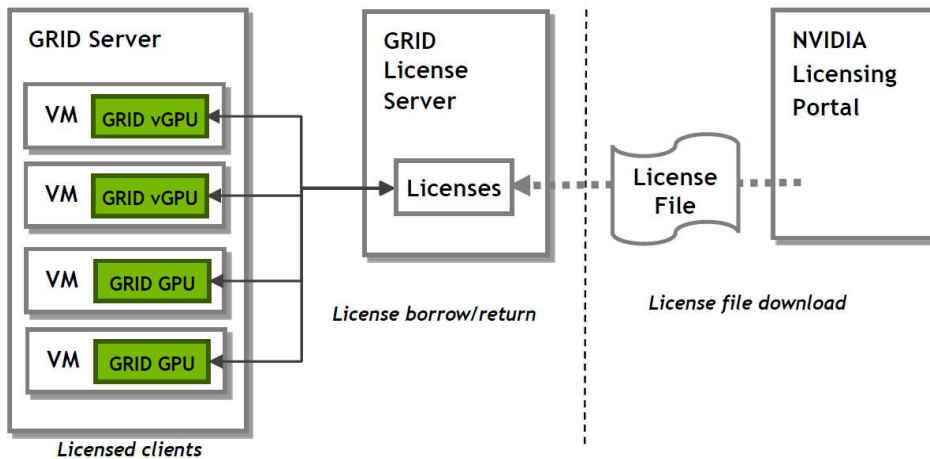 GRID Server
VM GRID vGPU
VM GRID vGPU
VM GRID GPU
VM GRID GPU
Licensed clients
GRID
License
Server
Licenses
License borrow/return
License
File
License file download
NVIDIA
Licensing
Portal